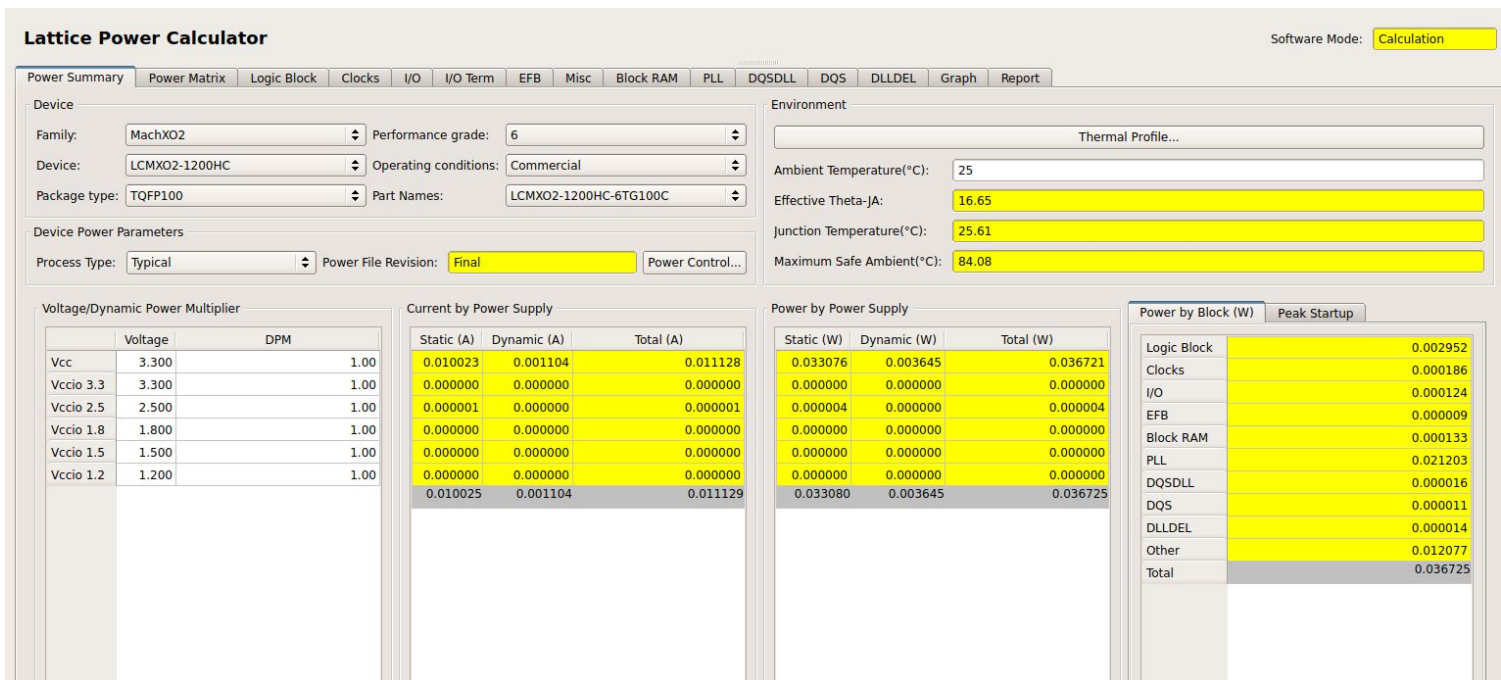 Lattice Power Calculator
Software Mode: Calculation
Power Summary Power Matrix Logic Block Clocks I/O I/O Term EFB Misc Block RAM PLL DQSDLL DQS DLLDEL Graph Report
Device
Family: MachXO2 Performance grade: 6
Device: LCMXO2-1200HC Operating conditions: Commercial
Package type: TQFP100 Part Names: LCMXO2-1200HC-6TG100C
Device Power Parameters
Process Type: Typical Power File Revision: Final Power Control...
Environment
Thermal Profile...
Ambient Temperature(°C): 25
Effective Theta-JA: 16.65
Junction Temperature(°C): 25.61
Maximum Safe Ambient(°C): 84.08
Voltage/Dynamic Power Multiplier
Voltage DPM
Vcc 3.300 1.00
Vccio 3.3 3.300 1.00
Vccio 2.5 2.500 1.00
Vccio 1.8 1.800 1.00
Vccio 1.5 1.500 1.00
Vccio 1.2 1.200 1.00
Current by Power Supply
Static (A) Dynamic (A) Total (A)
0.010023 0.001104 0.011128
0.000000 0.000000 0.000000
0.000001 0.000000 0.000001
0.000000 0.000000 0.000000
0.000000 0.000000 0.000000
0.000000 0.000000 0.000000
0.010025 0.001104 0.011129
Power by Power Supply
Static (W) Dynamic (W) Total (W)
0.033076 0.003645 0.036721
0.000000 0.000000 0.000000
0.000004 0.000000 0.000004
0.000000 0.000000 0.000000
0.000000 0.000000 0.000000
0.000000 0.000000 0.000000
0.033080 0.003645 0.036725
Power by Block (W) Peak Startup
Logic Block 0.002952
Clocks 0.000186
I/O 0.000124
EFB 0.000009
Block RAM 0.000133
PLL 0.021203
DQSDLL 0.000016
DQS 0.000011
DLLDEL 0.000014
Other 0.012077
Total 0.036725